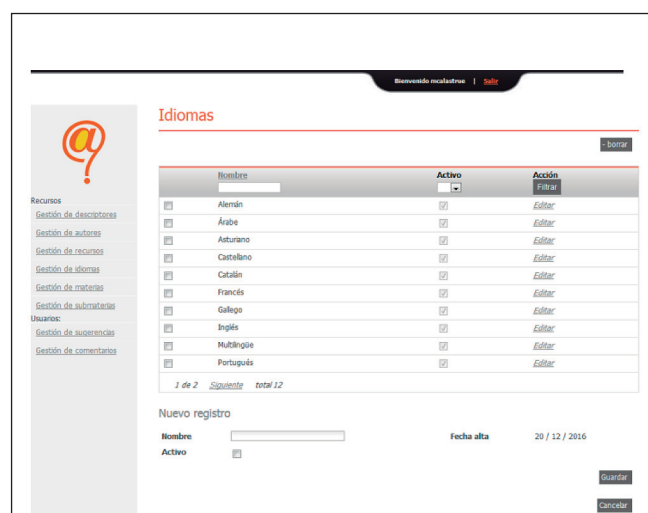 Bienvenido mcalastrue | Salir
Idiomas
- borrar
Nombre Activo Acción
Filtrar
Recursos
Gestión de descriptores
Gestión de autores
Gestión de recursos
Gestión de idiomas
Gestión de materias
Gestión de submaterias
Usuarios:
Gestión de sugerencias
Gestión de comentarios
Alemán Editar
Árabe Editar
Asturiano Editar
Castellano Editar
Catalán Editar
Francés Editar
Gallego Editar
Inglés Editar
Multilingüe Editar
Portugués Editar
1 de 2 Siguiente total 12
Nuevo registro
Nombre Fecha alta 20 / 12 / 2016
Activo
Guardar
Cancelar